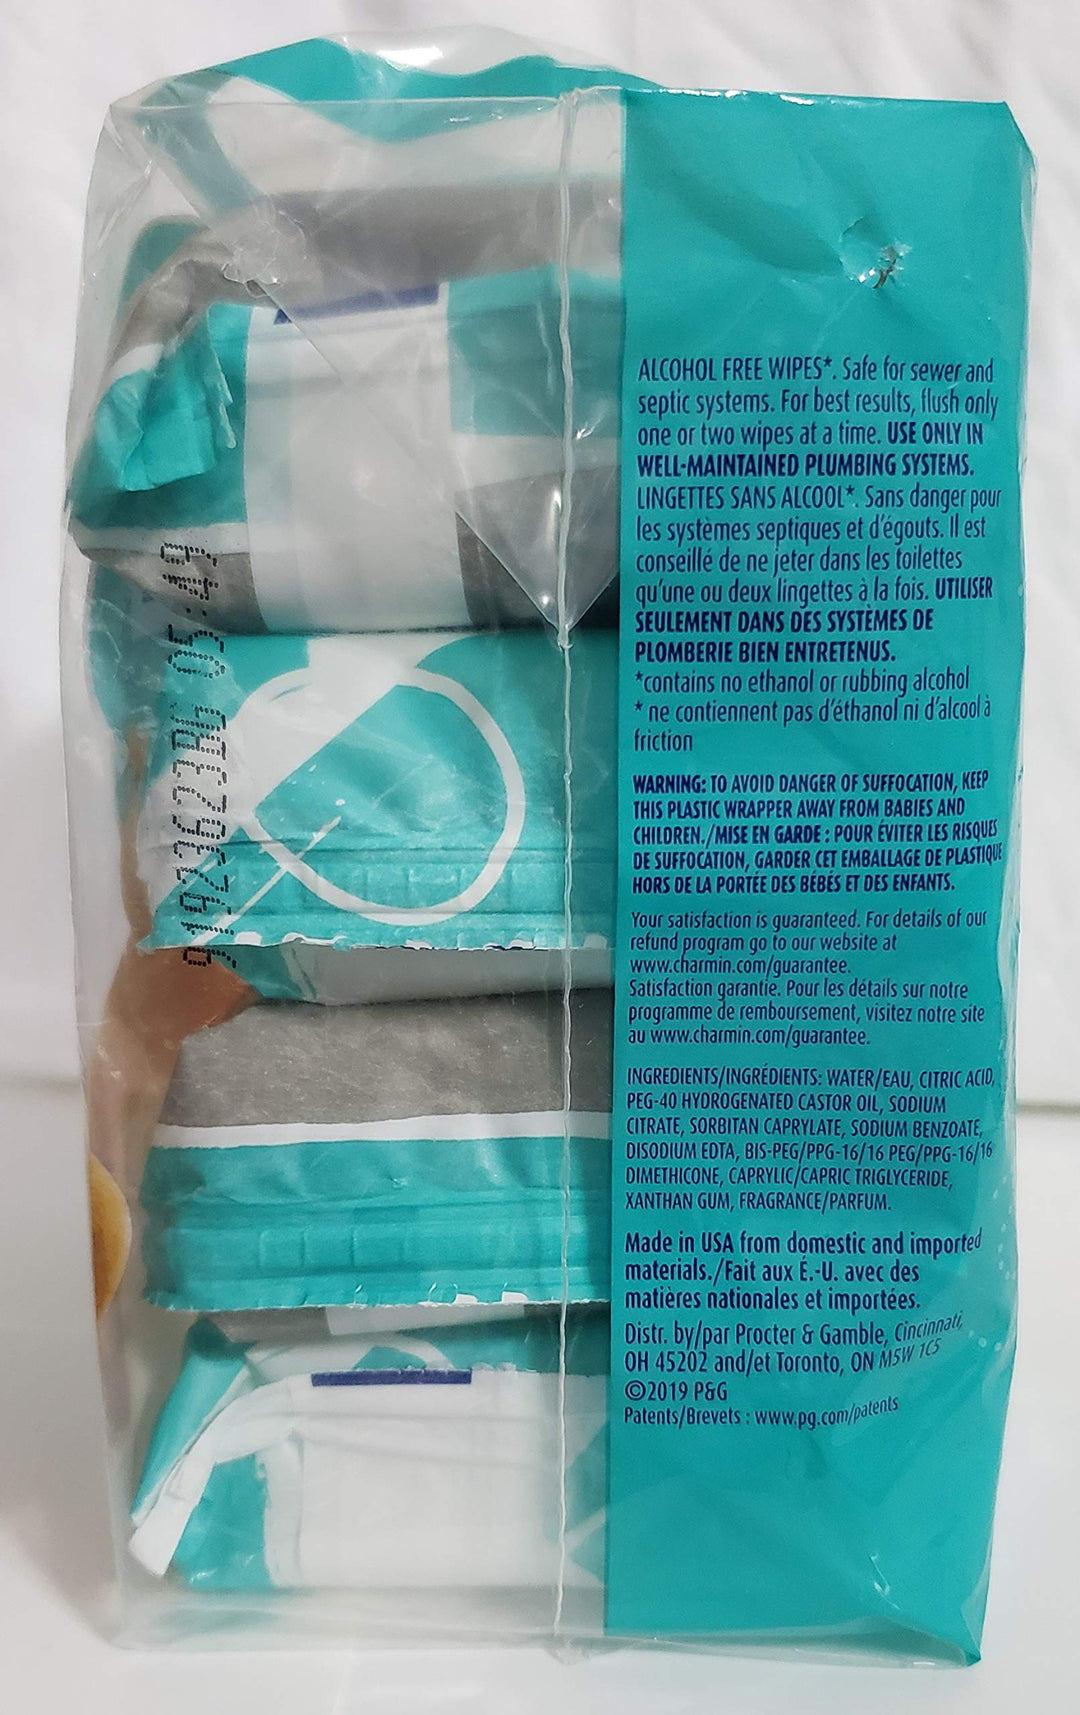 ALCOHOL FREE WIPES*. Safe for sewer and
septic systems. For best results, flush only
one or two wipes at a time. USE ONLY IN
WELL-MAINTAINED PLUMBING SYSTEMS.
LINGETTES SANS ALCOOL*. Sans danger pour
les systèmes septiques et d'égouts. Il est
conseillé de ne jeter dans les toilettes
qu'une ou deux lingettes à la fois. UTILISER
SEULEMENT DANS DES SYSTÈMES DE
PLOMBERIE BIEN ENTRETENUS.
*contains no ethanol or rubbing alcohol
* ne contiennent pas d'éthanol ni d'alcool à
friction
WARNING: TO AVOID DANGER OF SUFFOCATION, KEEP
THIS PLASTIC WRAPPER AWAY FROM BABIES AND
CHILDREN./MISE EN GARDE : POUR ÉVITER LES RISQUES
DE SUFFOCATION, GARDER CET EMBALLAGE DE PLASTIQUE
HORS DE LA PORTÉE DES BÉBÉS ET DES ENFANTS.
Your satisfaction is guaranteed. For details of our
refund program go to our website at
www.charmin.com/guarantee.
Satisfaction garantie. Pour les détails sur notre
programme de remboursement, visitez notre site
au www.charmin.com/guarantee.
INGREDIENTS/INGRÉDIENTS: WATER/EAU, CITRIC ACID,
PEG-40 HYDROGENATED CASTOR OIL, SODIUM
CITRATE, SORBITAN CAPRYLATE, SODIUM BENZOATE,
DISODIUM EDTA, BIS-PEG/PPG-16/16 PEG/PPG-16/16
DIMETHICONE, CAPRYLIC/CAPRIC TRIGLYCERIDE,
XANTHAN GUM, FRAGRANCE/PARFUM.
Made in USA from domestic and imported
materials./Fait aux É.-U. avec des
matières nationales et importées.
Distr. by/par Procter & Gamble, Cincinnati,
OH 45202 and/et Toronto, ON M5W 1C5
©2019 P&G
Patents/Brevets : www.pg.com/patents